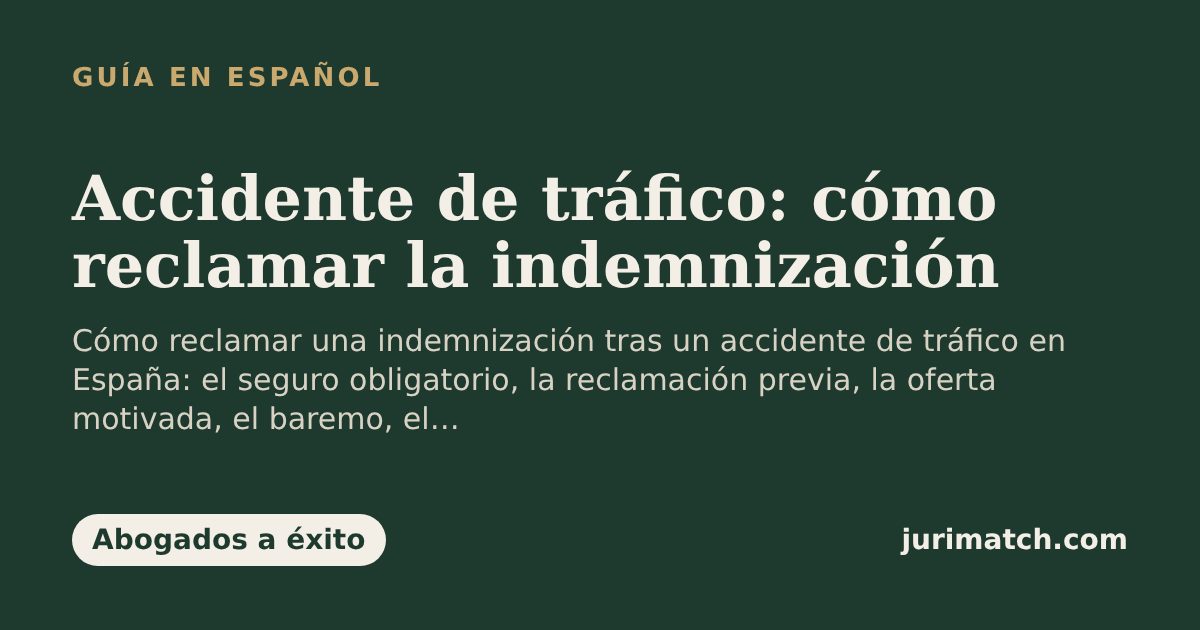 GUÍA EN ESPAÑOL
Accidente de tráfico: cómo
reclamar la indemnización
Cómo reclamar una indemnización tras un accidente de tráfico en
España: el seguro obligatorio, la reclamación previa, la oferta
motivada, el baremo, el…
Abogados a éxito
jurimatch.com